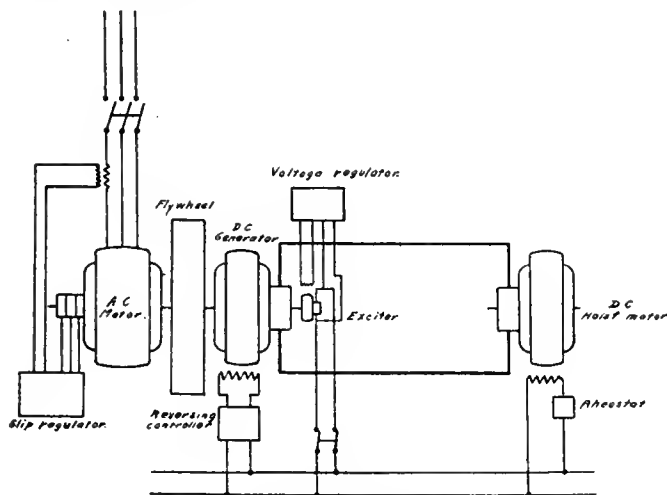 Voltage regulator.
Flywheel
DC
Generator
AC
Motor.
Exciter
DC
Hoist motor
Reversing
controller
Rheostat
Slip regulator.